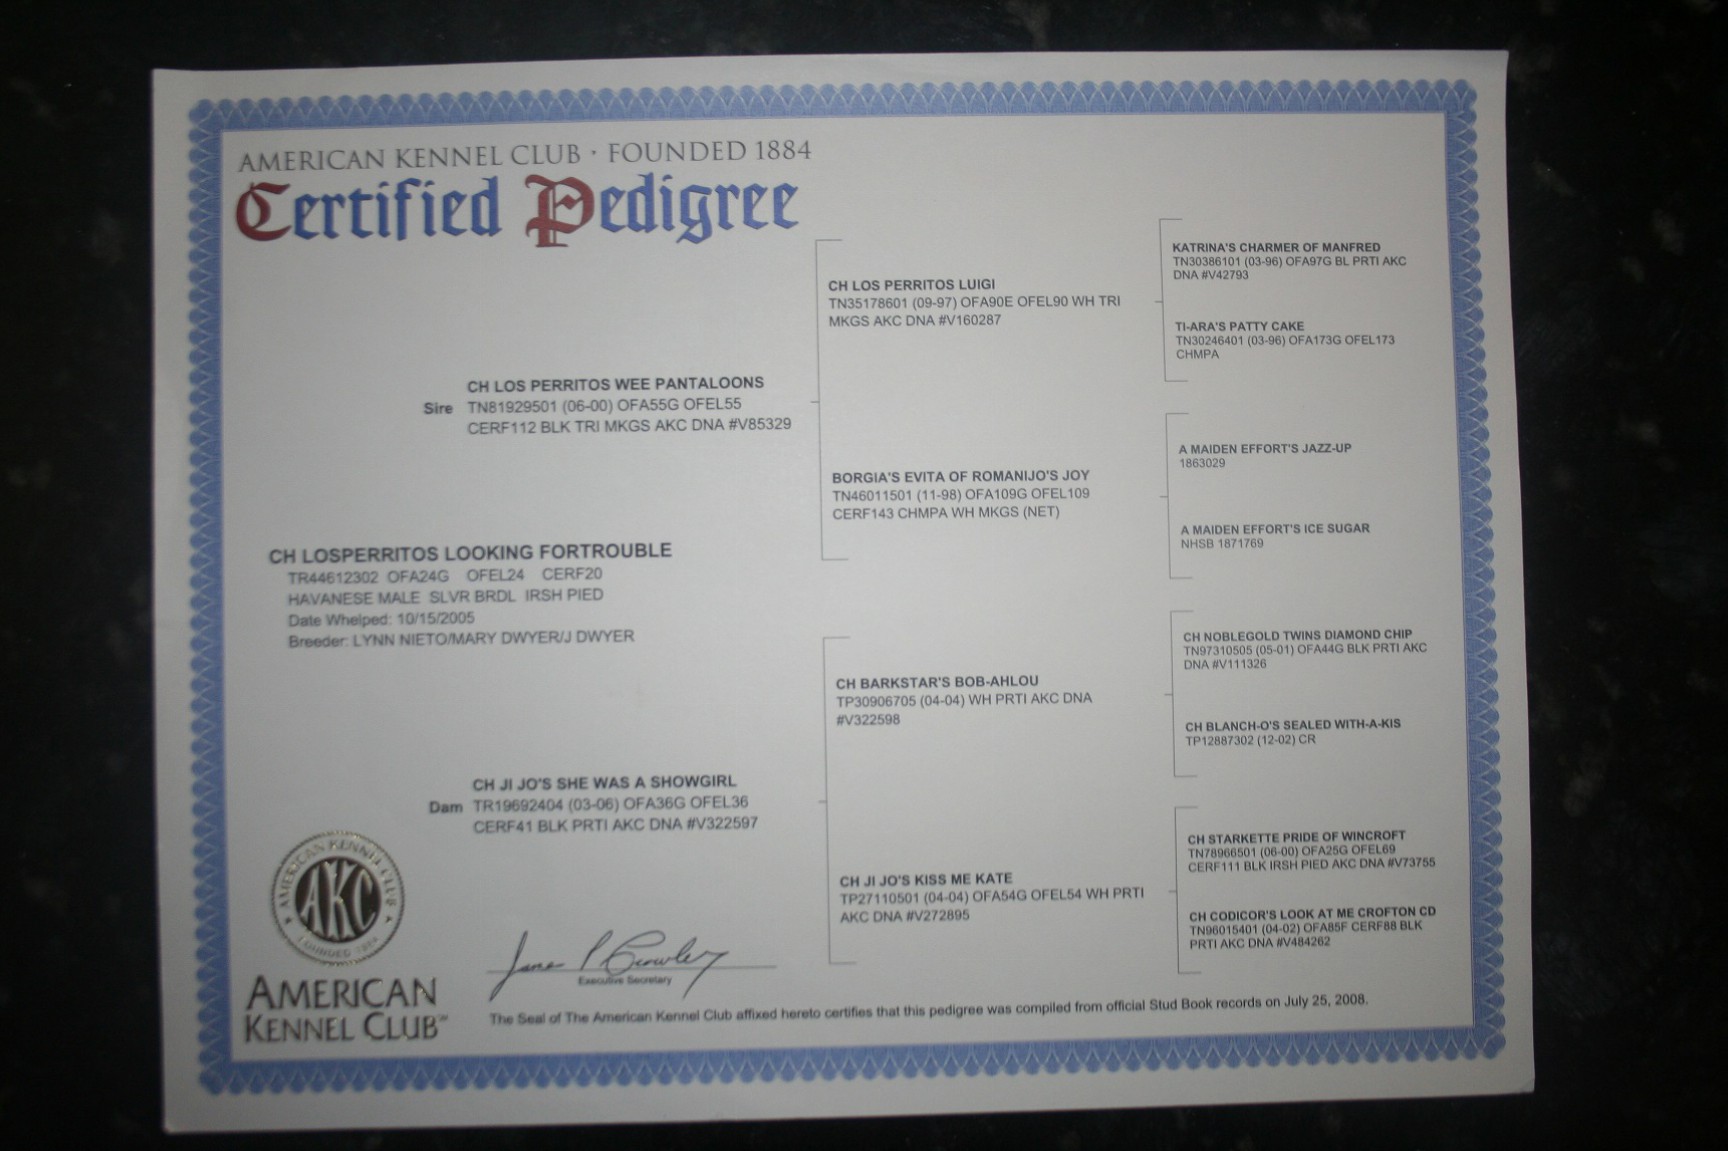 AMERICAN KENNEL CLUB · FOUNDED 1884
Certified Pedigree
CH LOS PERRITOS WEE PANTALOONS
Sire TN81929501 (06-00) OFA55G OFEL55
CERF112 BLK TRI MKGS AKC DNA #V85329
CH LOSPERRITOS LOOKING FORTROUBLE
TR44612302 OFA24G OFEL24 CERF20
HAVANESE MALE SLVR BRDL IRSH PIED
Date Whelped: 10/15/2005
Breeder: LYNN NIETO/MARY DWYER/J DWYER
CH JI JO'S SHE WAS A SHOWGIRL
Dam TR19692404 (03-06) OFA36G OFEL36
CERF41 BLK PRTI AKC DNA #V322597
CH LOS PERRITOS LUIGI
TN35178601 (09-97) OFA90E OFEL90 WH TRI
MKGS AKC DNA #V160287
BORGIA'S EVITA OF ROMANIJO'S JOY
TN46011501 (11-98) OFA109G OFEL109
CERF143 CHMPA WH MKGS (NET)
CH BARKSTAR'S BOB-AHLOU
TP30906705 (04-04) WH PRTI AKC DNA
#V322598
CH JI JO'S KISS ME KATE
TP27110501 (04-04) OFA54G OFEL54 WH PRTI
AKC DNA #V272895
KATRINA'S CHARMER OF MANFRED
TN30386101 (03-96) OFA97G BL PRTI AKC
DNA #V42793
TI-ARA'S PATTY CAKE
TN30246401 (03-96) OFA173G OFEL173
CHMPA
A MAIDEN EFFORT'S JAZZ-UP
1863029
A MAIDEN EFFORT'S ICE SUGAR
NHSB 1871769
CH NOBLEGOLD TWINS DIAMOND CHIP
TN97310505 (05-01) OFA44G BLK PRTI AKC
DNA #V111326
CH BLANCH-O'S SEALED WITH-A-KIS
TP12887302 (12-02) CR
CH STARKETTE PRIDE OF WINCROFT
TN78966501 (06-00) OFA25G OFEL69
CERF111 BLK IRSH PIED AKC DNA #V73755
CH CODICOR'S LOOK AT ME CROFTON CD
TN96015401 (04-02) OFA85F CERF88 BLK
PRTI AKC DNA #V484262
AMERICAN KENNEL CLUB
AKC
FOUNDED 1884
AMERICAN
KENNEL CLUB℠
James P Crowley
Executive Secretary
The Seal of The American Kennel Club affixed hereto certifies that this pedigree was compiled from official Stud Book records on July 25, 2008.